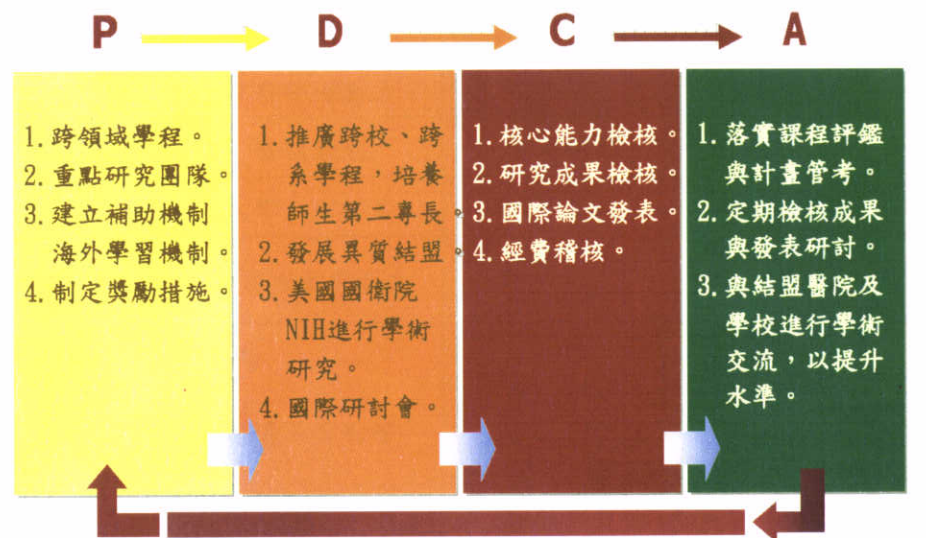 P D C A
1. 跨領域學程。
2. 重點研究團隊。
3. 建立補助機制
海外學習機制。
4. 制定獎勵措施。
1. 推廣跨校、跨
系學程，培養
師生第二專長。
2. 發展異質結盟。
3. 美國國衛院
NIH進行學術
研究。
4. 國際研討會。
1. 核心能力檢核。
2. 研究成果檢核。
3. 國際論文發表。
4. 經費稽核。
1. 落實課程評鑑
與計畫管考。
2. 定期檢核成果
與發表研討。
3. 與結盟醫院及
學校進行學術
交流，以提升
水準。